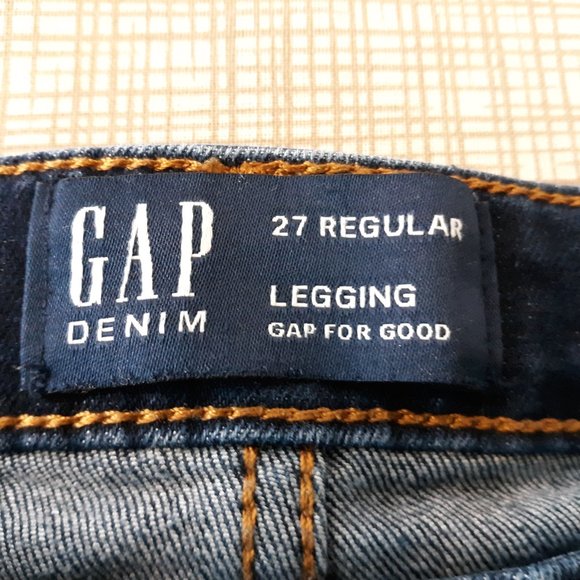 GAP
DENIM
27 REGULAR
LEGGING
GAP FOR GOOD